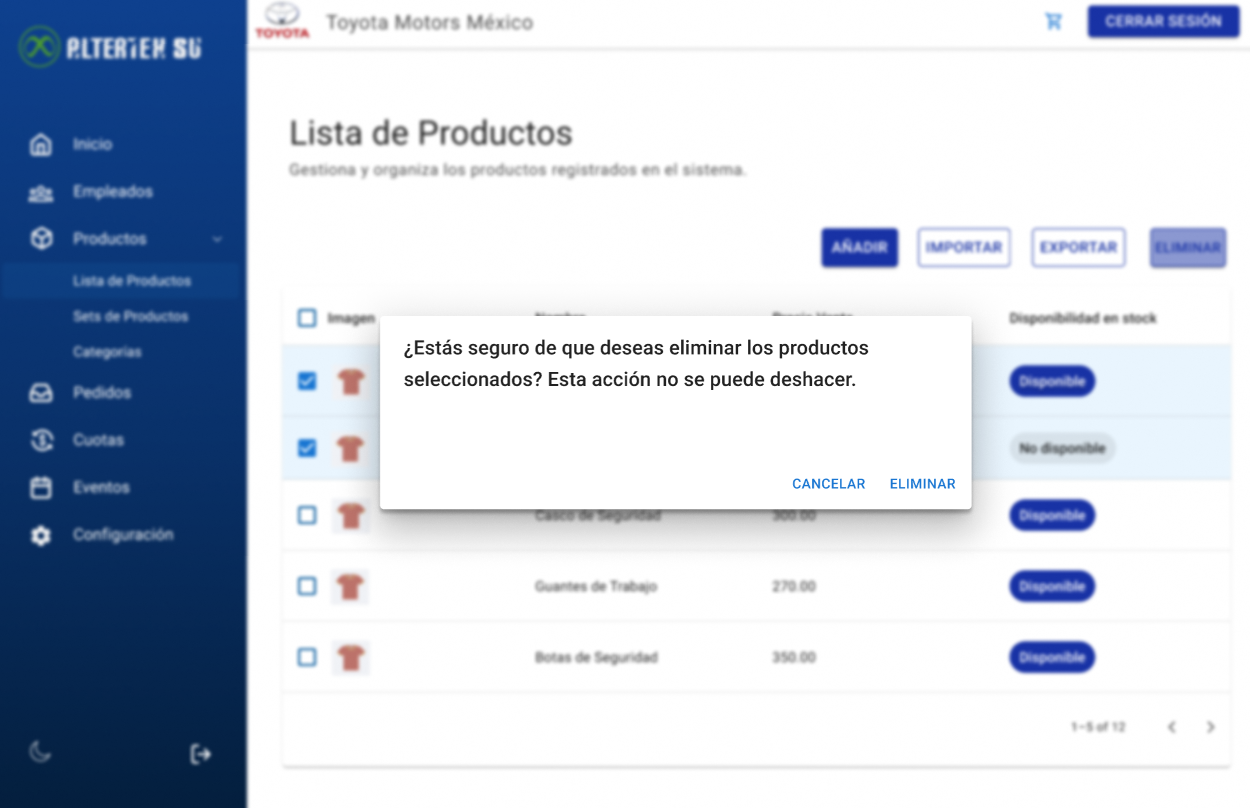 ALTERTEX SU
TOYOTA
Toyota Motors México
CERRAR SESIÓN
Inicio
Empleados
Productos
Lista de Productos
Sets de Productos
Categorías
Pedidos
Cuotas
Eventos
Configuración
Lista de Productos
Gestiona y organiza los productos registrados en el sistema.
AÑADIR
IMPORTAR
EXPORTAR
ELIMINAR
Imagen
Nombre
Precio Venta
Disponibilidad en stock
¿Estás seguro de que deseas eliminar los productos
seleccionados? Esta acción no se puede deshacer.
CANCELAR
ELIMINAR
Disponible
No disponible
Casco de Seguridad
300.00
Disponible
Guantes de Trabajo
270.00
Disponible
Botas de Seguridad
350.00
Disponible
1–5 of 12